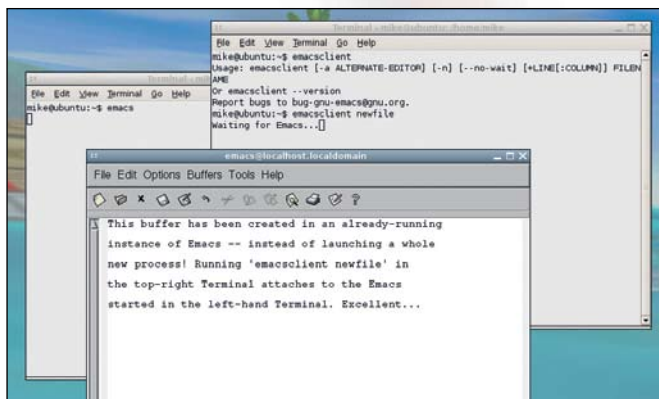 Terminal - mike@ubuntu: /home/mike
File Edit View Terminal Go Help
mike@ubuntu:~$ emacsclient
Usage: emacsclient [-a ALTERNATE-EDITOR] [-n] [--no-wait] [+LINE[:COLUMN]] FILEN
AME
Or emacsclient --version
Report bugs to bug-gnu-emacs@gnu.org.
mike@ubuntu:~$ emacsclient newfile
Waiting for Emacs...
Terminal - mik
File Edit View Terminal Go Help
mike@ubuntu:~$ emacs
emacs@localhost.localdomain
File Edit Options Buffers Tools Help
This buffer has been created in an already-running
instance of Emacs -- instead of launching a whole
new process! Running 'emacsclient newfile' in
the top-right Terminal attaches to the Emacs
started in the left-hand Terminal. Excellent...